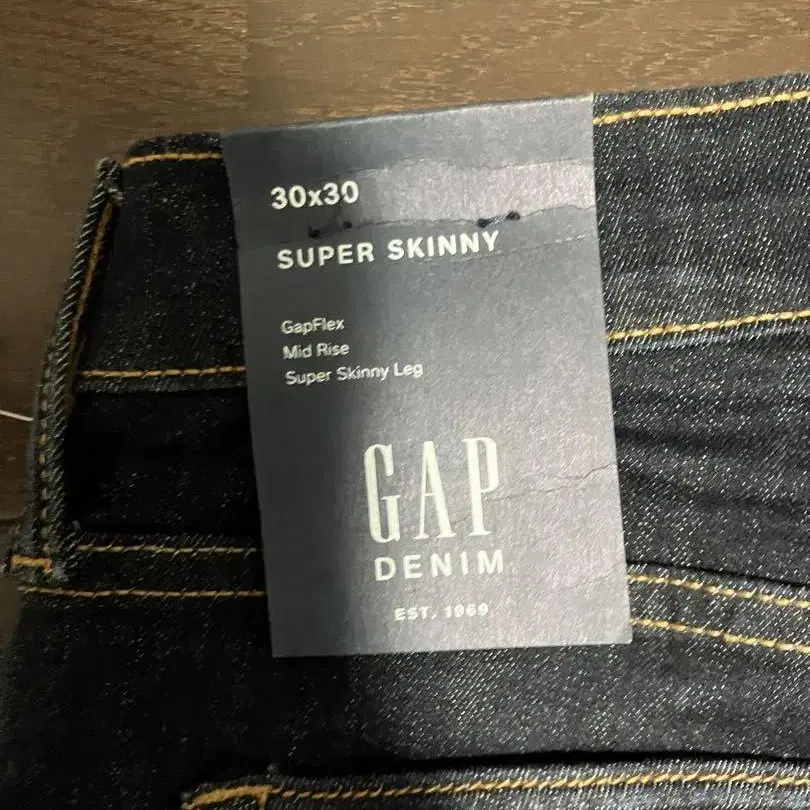 30x30
SUPER SKINNY
GapFlex
Mid Rise
Super Skinny Leg
GAP
DENIM
EST. 1969